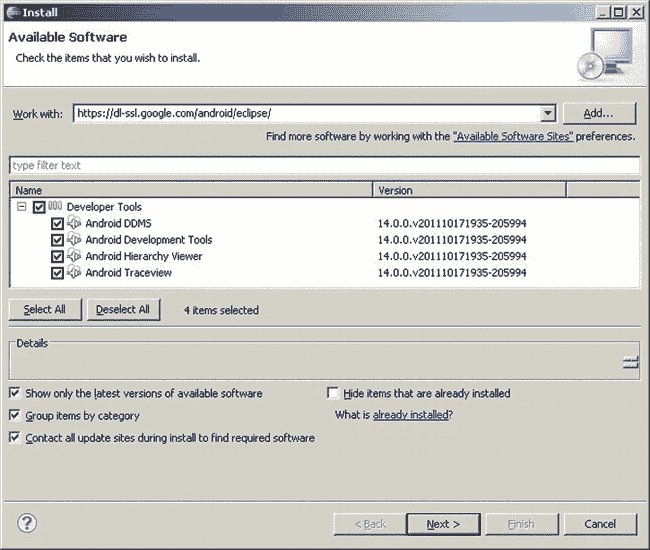 Install
Available Software
Check the items that you wish to install.
Work with: https://dl-ssl.google.com/android/eclipse/ Add...
Find more software by working with the "Available Software Sites" preferences.
type filter text
Name Version
Developer Tools
Android DDMS 14.0.0.v201110171935-205994
Android Development Tools 14.0.0.v201110171935-205994
Android Hierarchy Viewer 14.0.0.v201110171935-205994
Android Traceview 14.0.0.v201110171935-205994
Select All Deselect All 4 items selected
Details
Show only the latest versions of available software Hide items that are already installed
Group items by category What is already installed?
Contact all update sites during install to find required software
? < Back Next > Finish Cancel